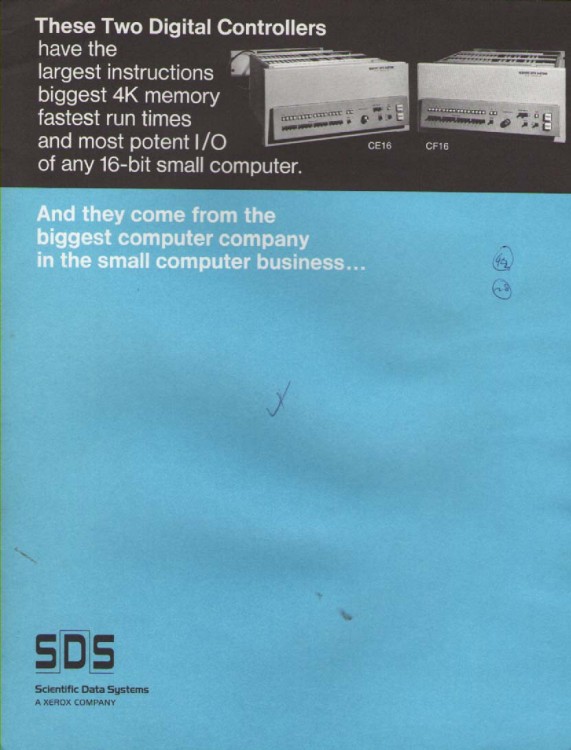 These Two Digital Controllers
have the
largest instructions
biggest 4K memory
fastest run times
and most potent I/O
of any 16-bit small computer.
CE16
CF16
And they come from the
biggest computer company
in the small computer business...
SDS
Scientific Data Systems
A XEROX COMPANY